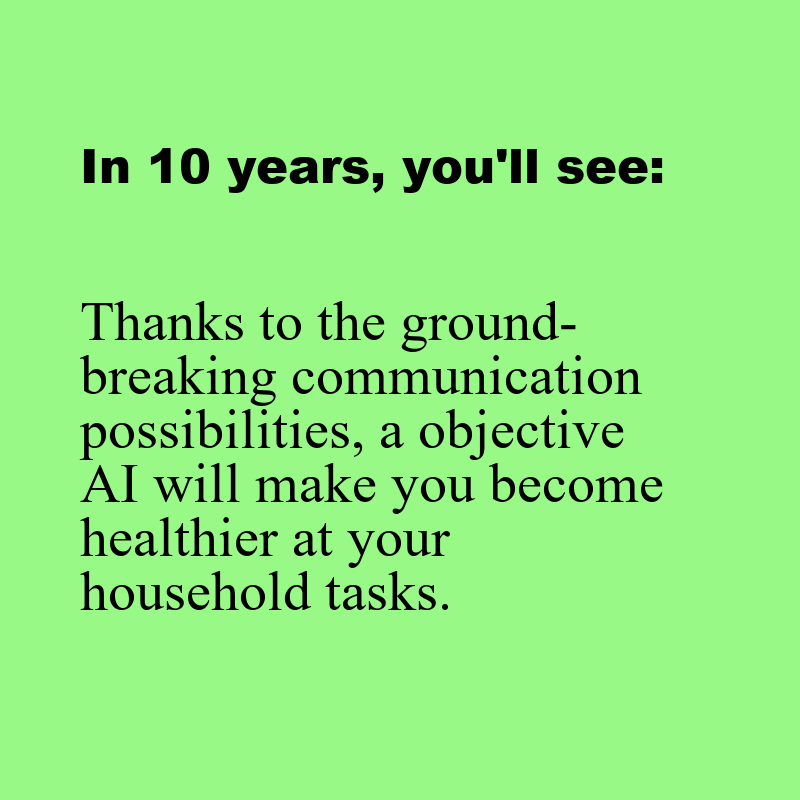 In 10 years, you'll see:
Thanks to the ground-
breaking communication
possibilities, a objective
AI will make you become
healthier at your
household tasks.